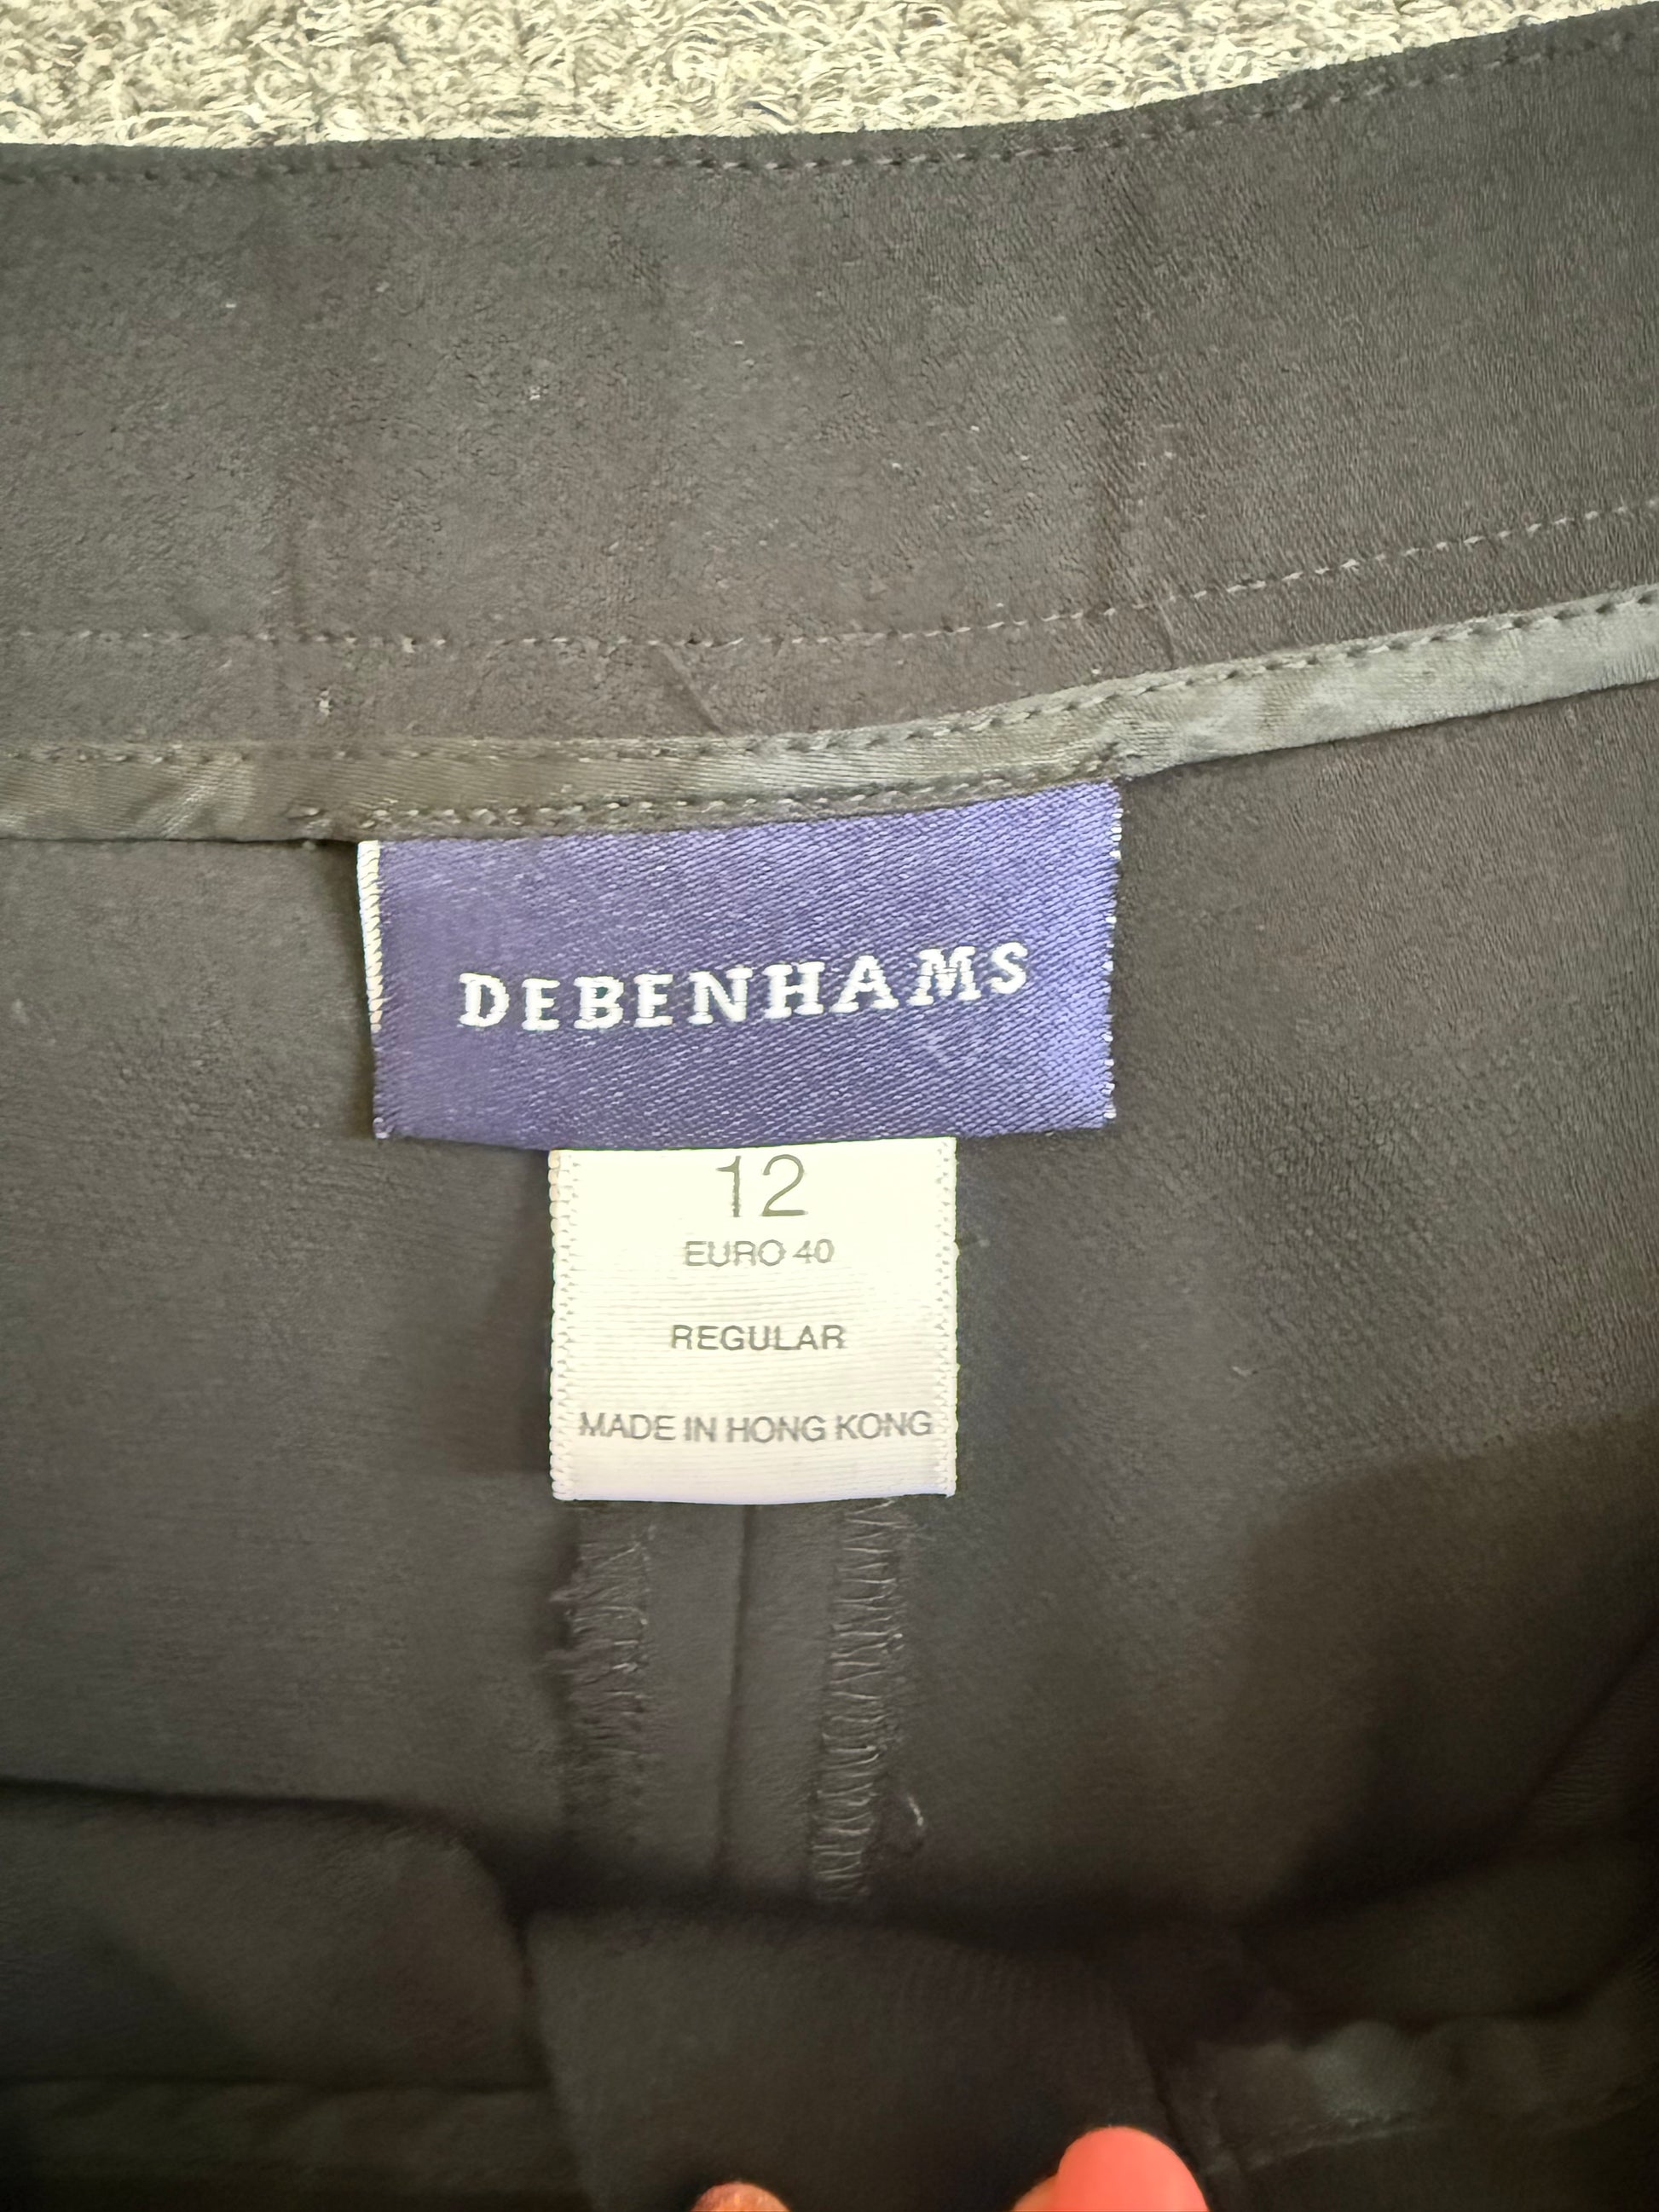 DEBENHAMS
12
EURO 40
REGULAR
MADE IN HONG KONG